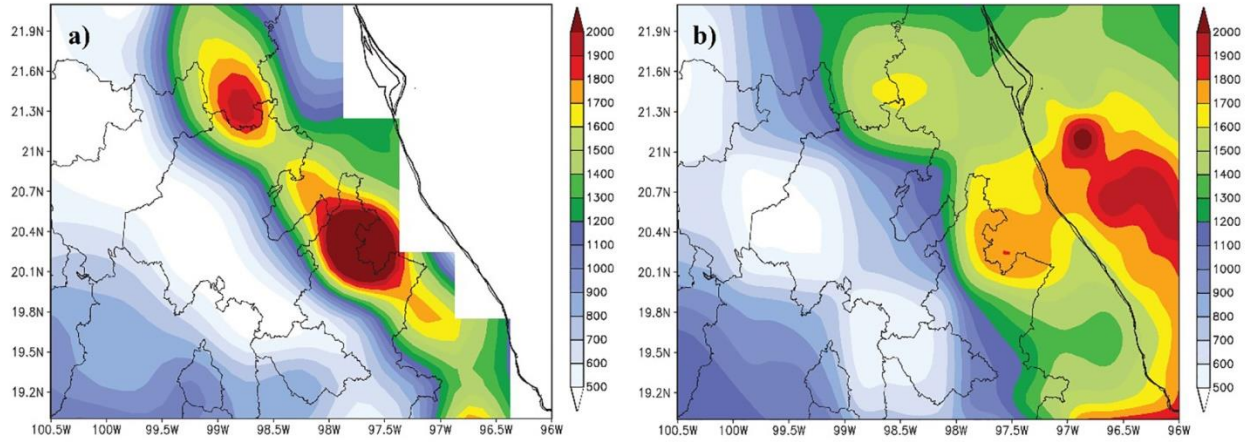 a)
21.9N
21.6N
21.3N
21N
20.7N
20.4N
20.1N
19.8N
19.5N
19.2N
100.5W 100W 99.5W 99W 98.5W 98W 97.5W 97W 96.5W 96W
2000
1900
1800
1700
1600
1500
1400
1300
1200
1100
1000
900
800
700
600
500
b)
21.9N
21.6N
21.3N
21N
20.7N
20.4N
20.1N
19.8N
19.5N
19.2N
100.5W 100W 99.5W 99W 98.5W 98W 97.5W 97W 96.5W 96W
2000
1900
1800
1700
1600
1500
1400
1300
1200
1100
1000
900
800
700
600
500